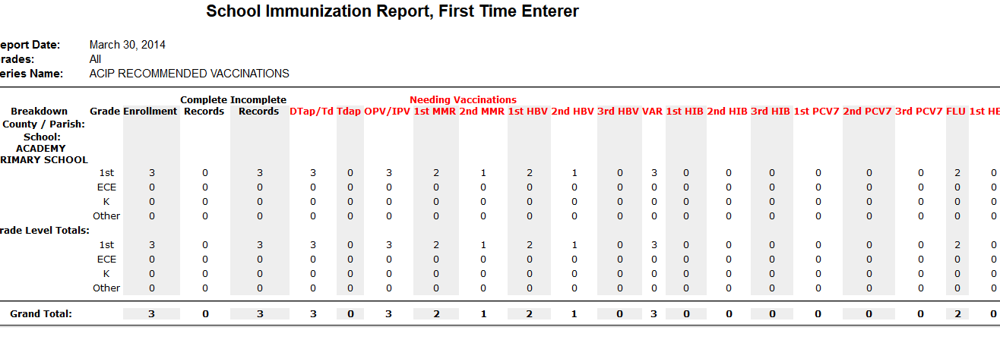 School Immunization Report, First Time Enterer
eport Date: March 30, 2014
rades: All
eries Name: ACIP RECOMMENDED VACCINATIONS
Complete Incomplete Needing Vaccinations
Breakdown Grade Enrollment Records Records DTap/Td Tdap OPV/IPV 1st MMR 2nd MMR 1st HBV 2nd HBV 3rd HBV VAR 1st HIB 2nd HIB 3rd HIB 1st PCV7 2nd PCV7 3rd PCV7 FLU 1st HE
County / Parish:
School:
ACADEMY
RIMARY SCHOOL
1st 3 0 3 3 0 3 2 1 2 1 0 3 0 0 0 0 0 0 2 0
ECE 0 0 0 0 0 0 0 0 0 0 0 0 0 0 0 0 0 0 0 0
K 0 0 0 0 0 0 0 0 0 0 0 0 0 0 0 0 0 0 0 0
Other 0 0 0 0 0 0 0 0 0 0 0 0 0 0 0 0 0 0 0 0
rade Level Totals:
1st 3 0 3 3 0 3 2 1 2 1 0 3 0 0 0 0 0 0 2 0
ECE 0 0 0 0 0 0 0 0 0 0 0 0 0 0 0 0 0 0 0 0
K 0 0 0 0 0 0 0 0 0 0 0 0 0 0 0 0 0 0 0 0
Other 0 0 0 0 0 0 0 0 0 0 0 0 0 0 0 0 0 0 0 0
Grand Total: 3 0 3 3 0 3 2 1 2 1 0 3 0 0 0 0 0 0 2 0